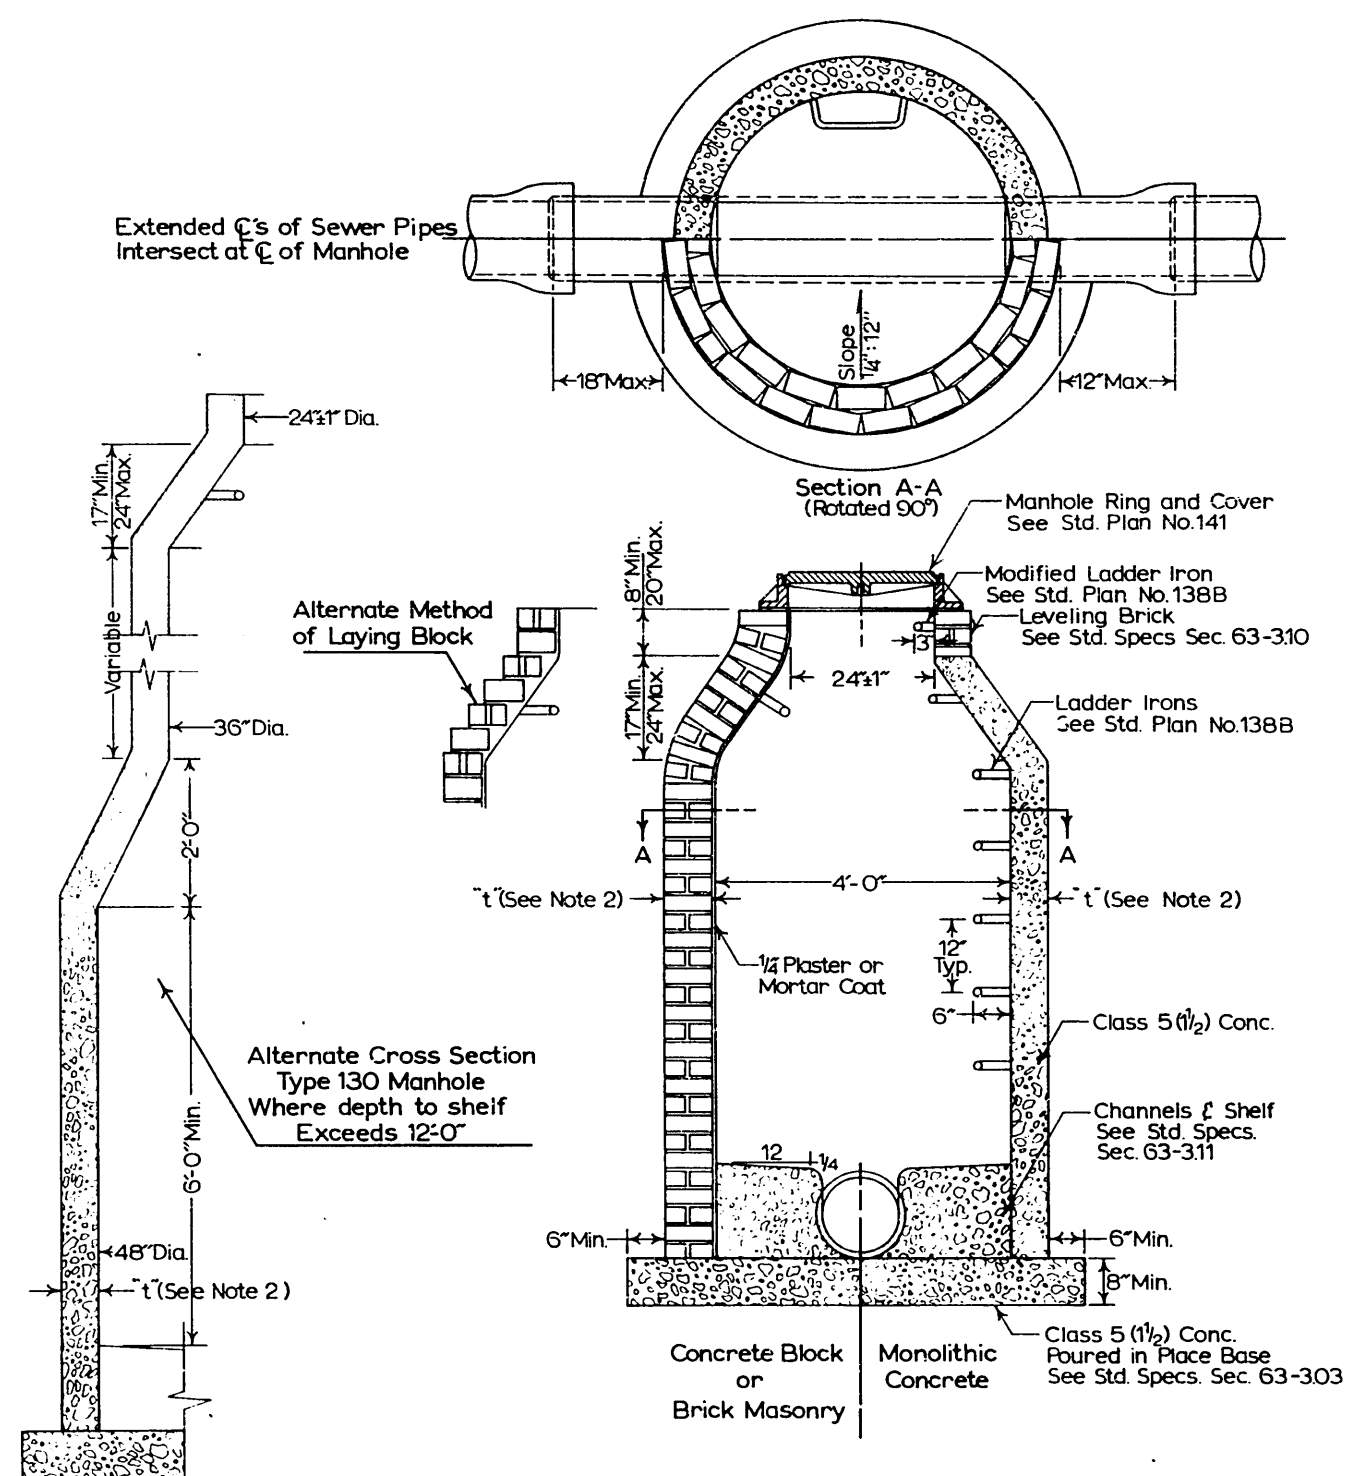 Extended ℄'s of Sewer Pipes
Intersect at ℄ of Manhole
Slope
1/4":12"
18" Max.
12" Max.
Section A-A
(Rotated 90°)
24"±1" Dia.
17" Min.
24" Max.
Variable
36" Dia.
2'-0"
6'-0" Min.
48" Dia.
"t" (See Note 2)
Alternate Cross Section
Type 130 Manhole
Where depth to shelf
Exceeds 12'-0"
Alternate Method
of Laying Block
8" Min.
20" Max.
17" Min.
24" Max.
Manhole Ring and Cover
See Std. Plan No. 141
Modified Ladder Iron
See Std. Plan No. 138B
Leveling Brick
See Std. Specs Sec. 63-3.10
3"
24"±1"
Ladder Irons
See Std. Plan No. 138B
A
A
4'-0"
"t" (See Note 2)
"t" (See Note 2)
1/4" Plaster or
Mortar Coat
12"
Typ.
6"
Class 5 (1½) Conc.
Channels & Shelf
See Std. Specs.
Sec. 63-3.11
12
1/4
6" Min.
6" Min.
8" Min.
Class 5 (1½) Conc.
Poured in Place Base
See Std. Specs. Sec. 63-3.03
Concrete Block
or
Brick Masonry
Monolithic
Concrete